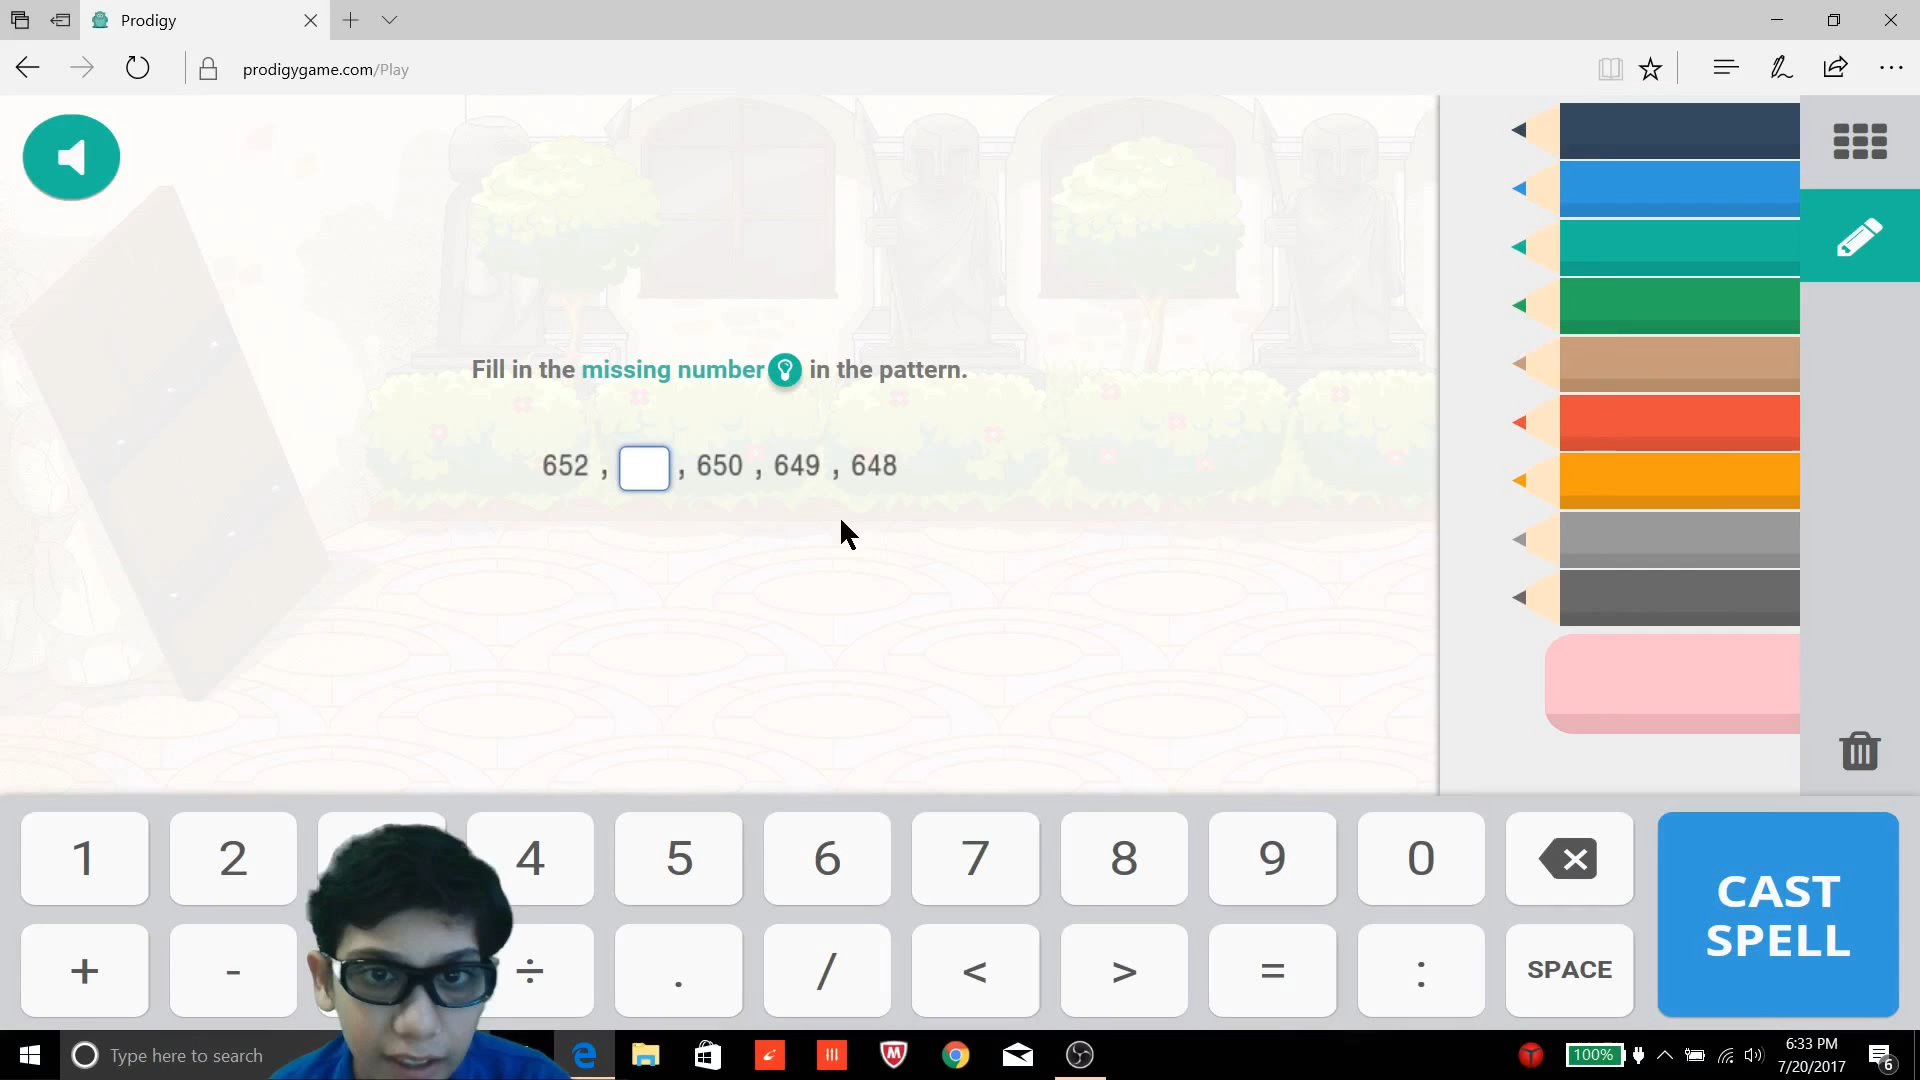 Prodigy
prodigygame.com/Play
Fill in the missing number in the pattern.
652 , , 650 , 649 , 648
1 2 4 5 6 7 8 9 0
CAST
SPELL
+ - ÷ . / < > = : SPACE
Type here to search
100%
6:33 PM
7/20/2017
6